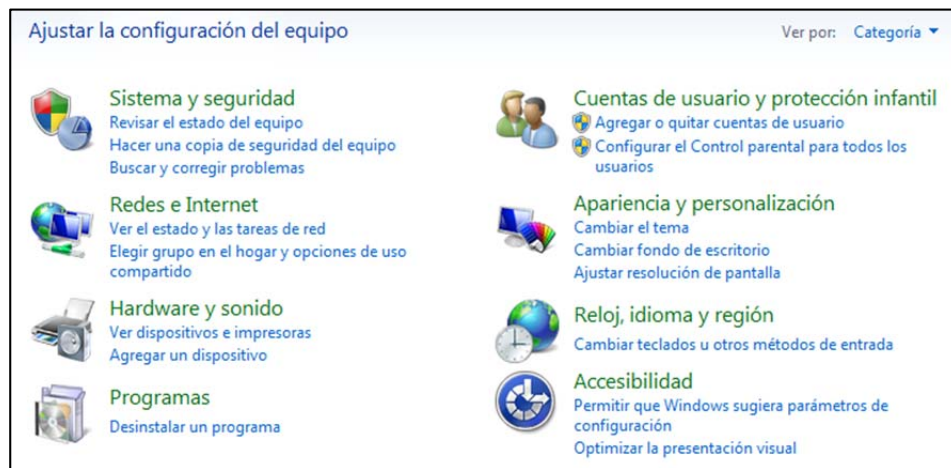 Ajustar la configuración del equipo
Ver por: Categoría
Sistema y seguridad
Revisar el estado del equipo
Hacer una copia de seguridad del equipo
Buscar y corregir problemas
Redes e Internet
Ver el estado y las tareas de red
Elegir grupo en el hogar y opciones de uso
compartido
Hardware y sonido
Ver dispositivos e impresoras
Agregar un dispositivo
Programas
Desinstalar un programa
Cuentas de usuario y protección infantil
Agregar o quitar cuentas de usuario
Configurar el Control parental para todos los
usuarios
Apariencia y personalización
Cambiar el tema
Cambiar fondo de escritorio
Ajustar resolución de pantalla
Reloj, idioma y región
Cambiar teclados u otros métodos de entrada
Accesibilidad
Permitir que Windows sugiera parámetros de
configuración
Optimizar la presentación visual